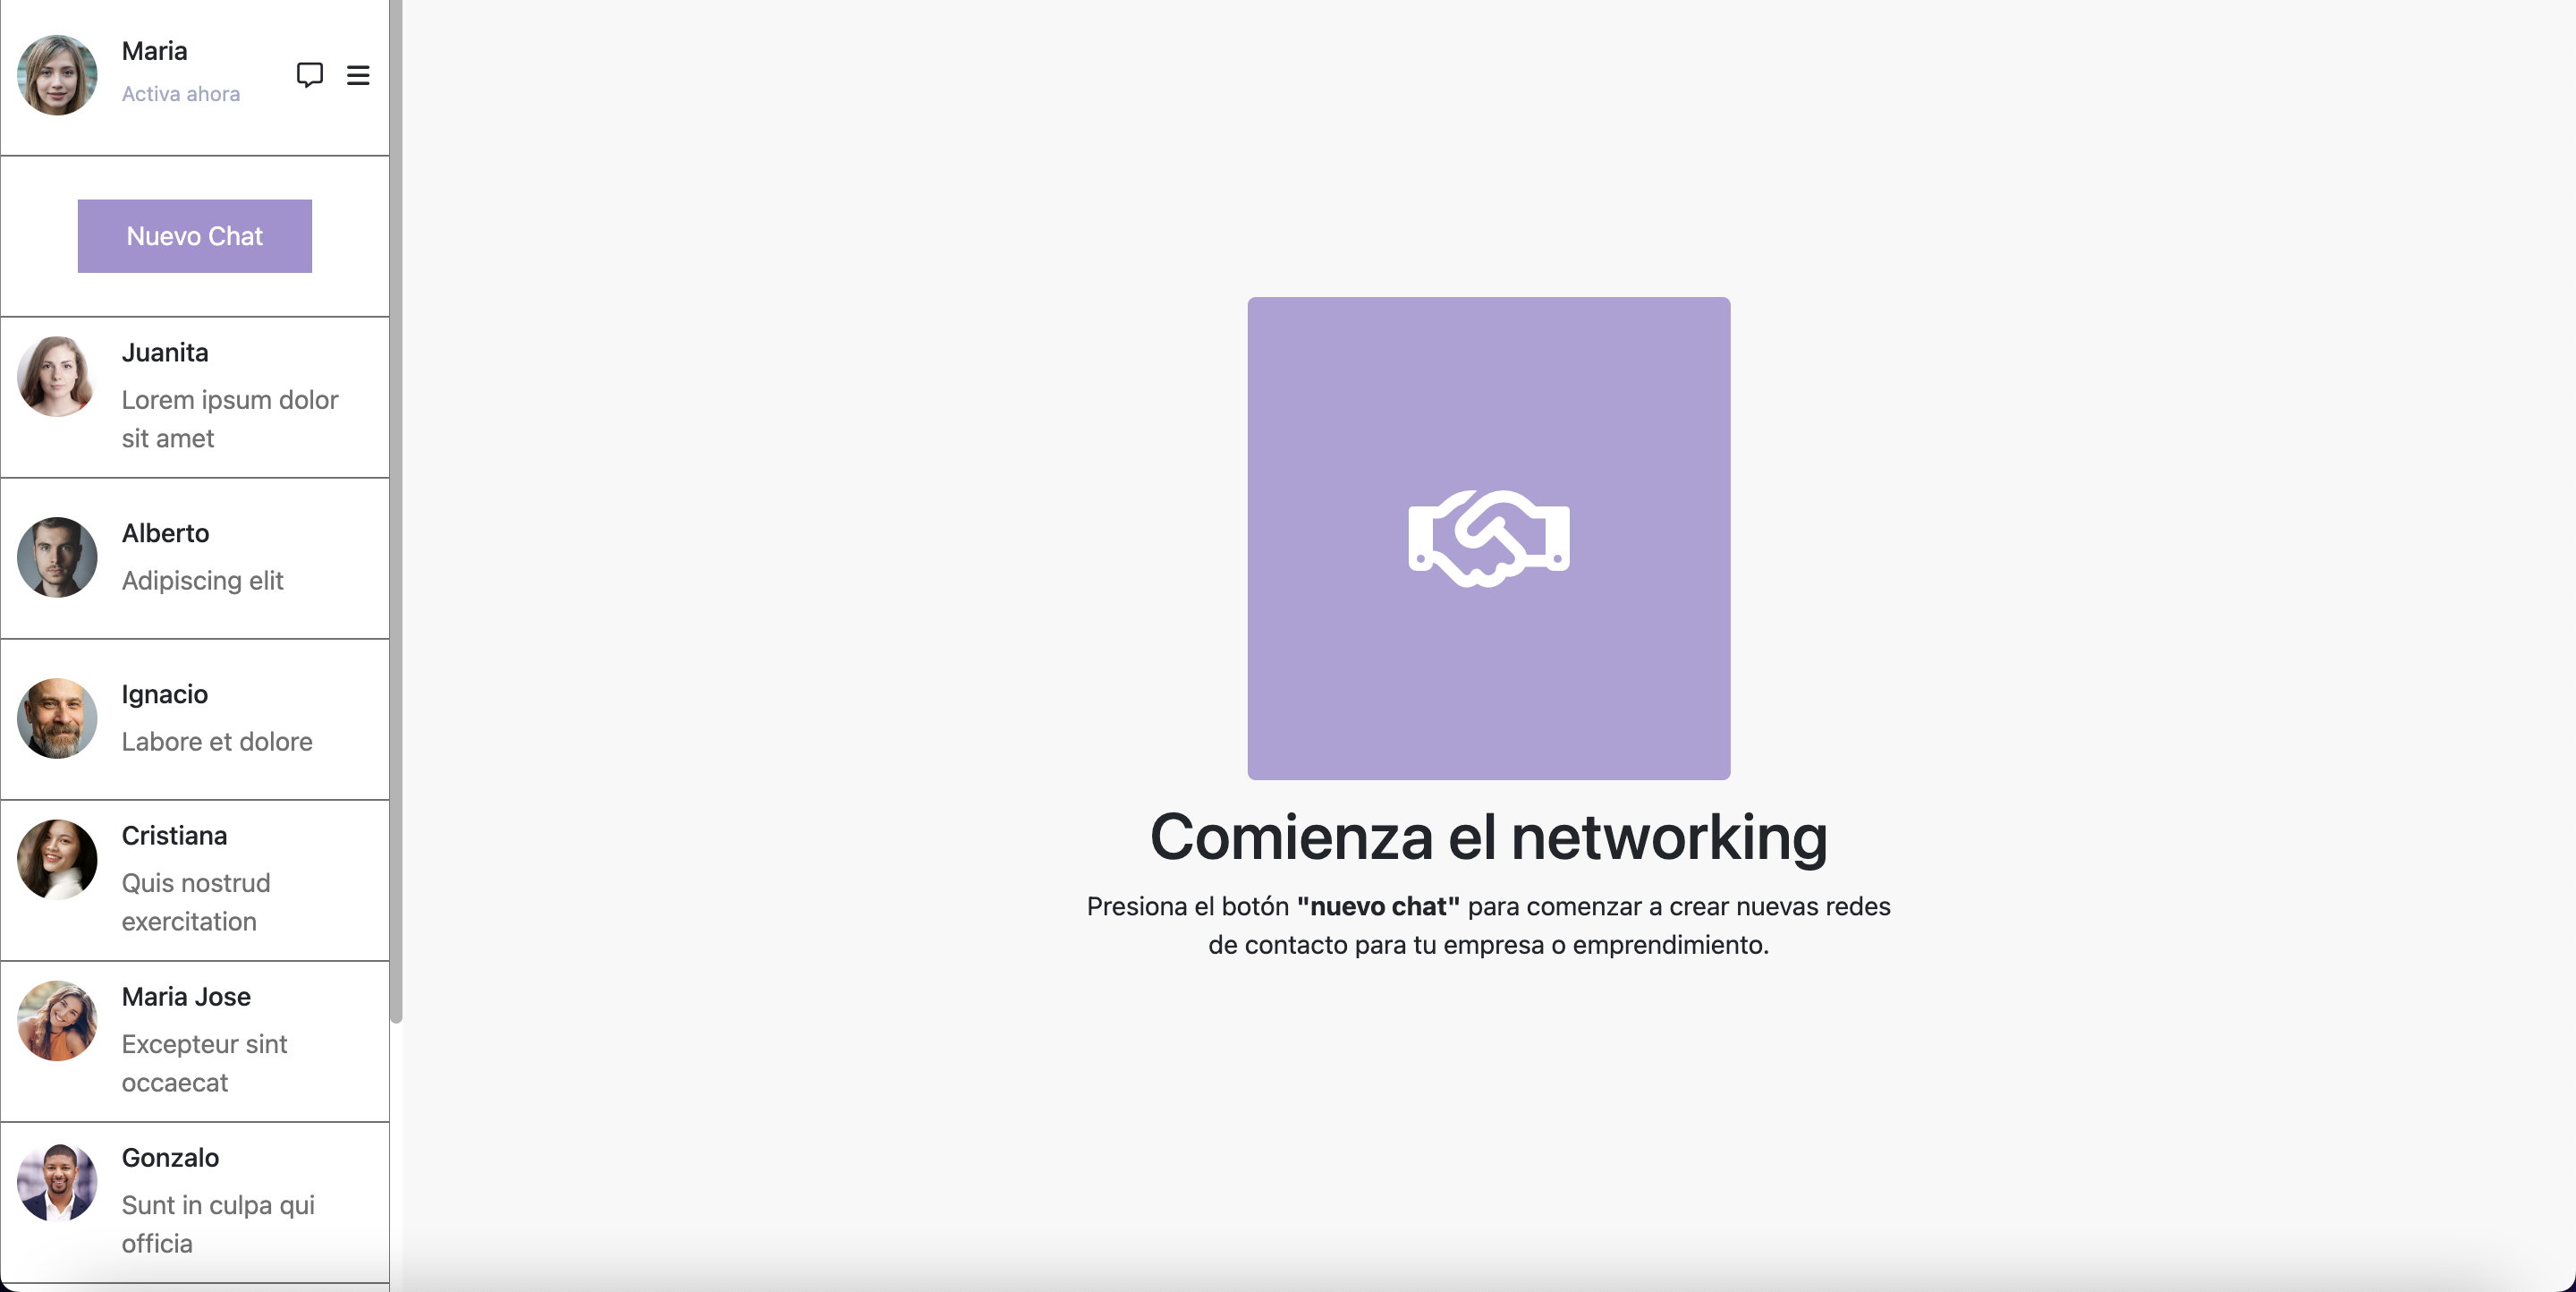 Maria
Activa ahora
Nuevo Chat
Juanita
Lorem ipsum dolor
sit amet
Alberto
Adipiscing elit
Ignacio
Labore et dolore
Cristiana
Quis nostrud
exercitation
Maria Jose
Excepteur sint
occaecat
Gonzalo
Sunt in culpa qui
officia
Comienza el networking
Presiona el botón "nuevo chat" para comenzar a crear nuevas redes
de contacto para tu empresa o emprendimiento.